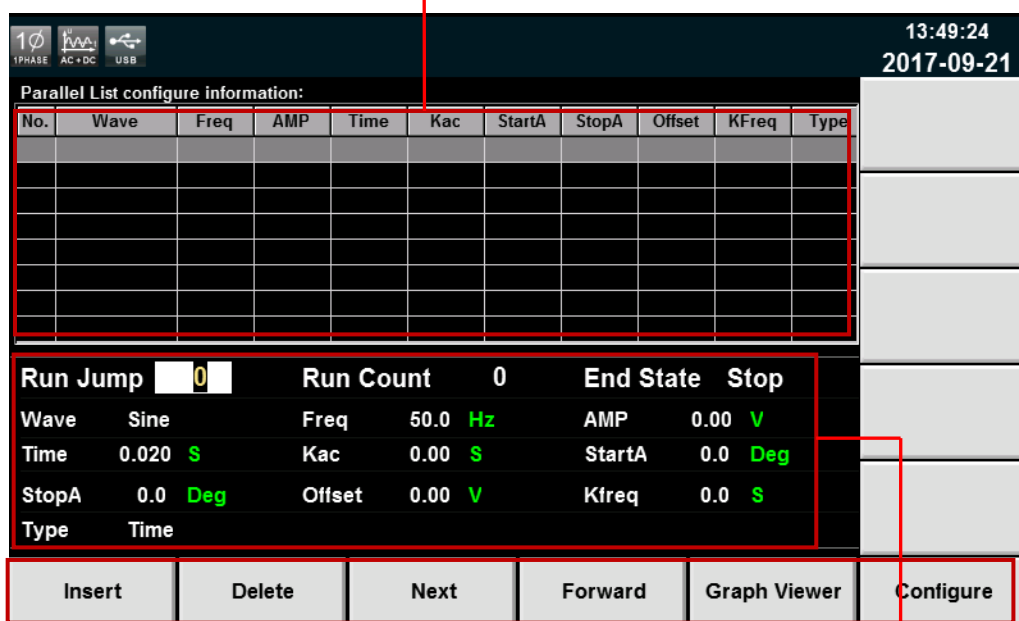 1Ø AC+DC USB 13:49:24
1PHASE 2017-09-21
Parallel List configure information:
No. Wave Freq AMP Time Kac StartA StopA Offset KFreq Type
Run Jump 0 Run Count 0 End State Stop
Wave Sine Freq 50.0 Hz AMP 0.00 V
Time 0.020 S Kac 0.00 S StartA 0.0 Deg
StopA 0.0 Deg Offset 0.00 V Kfreq 0.0 S
Type Time
Insert Delete Next Forward Graph Viewer Configure